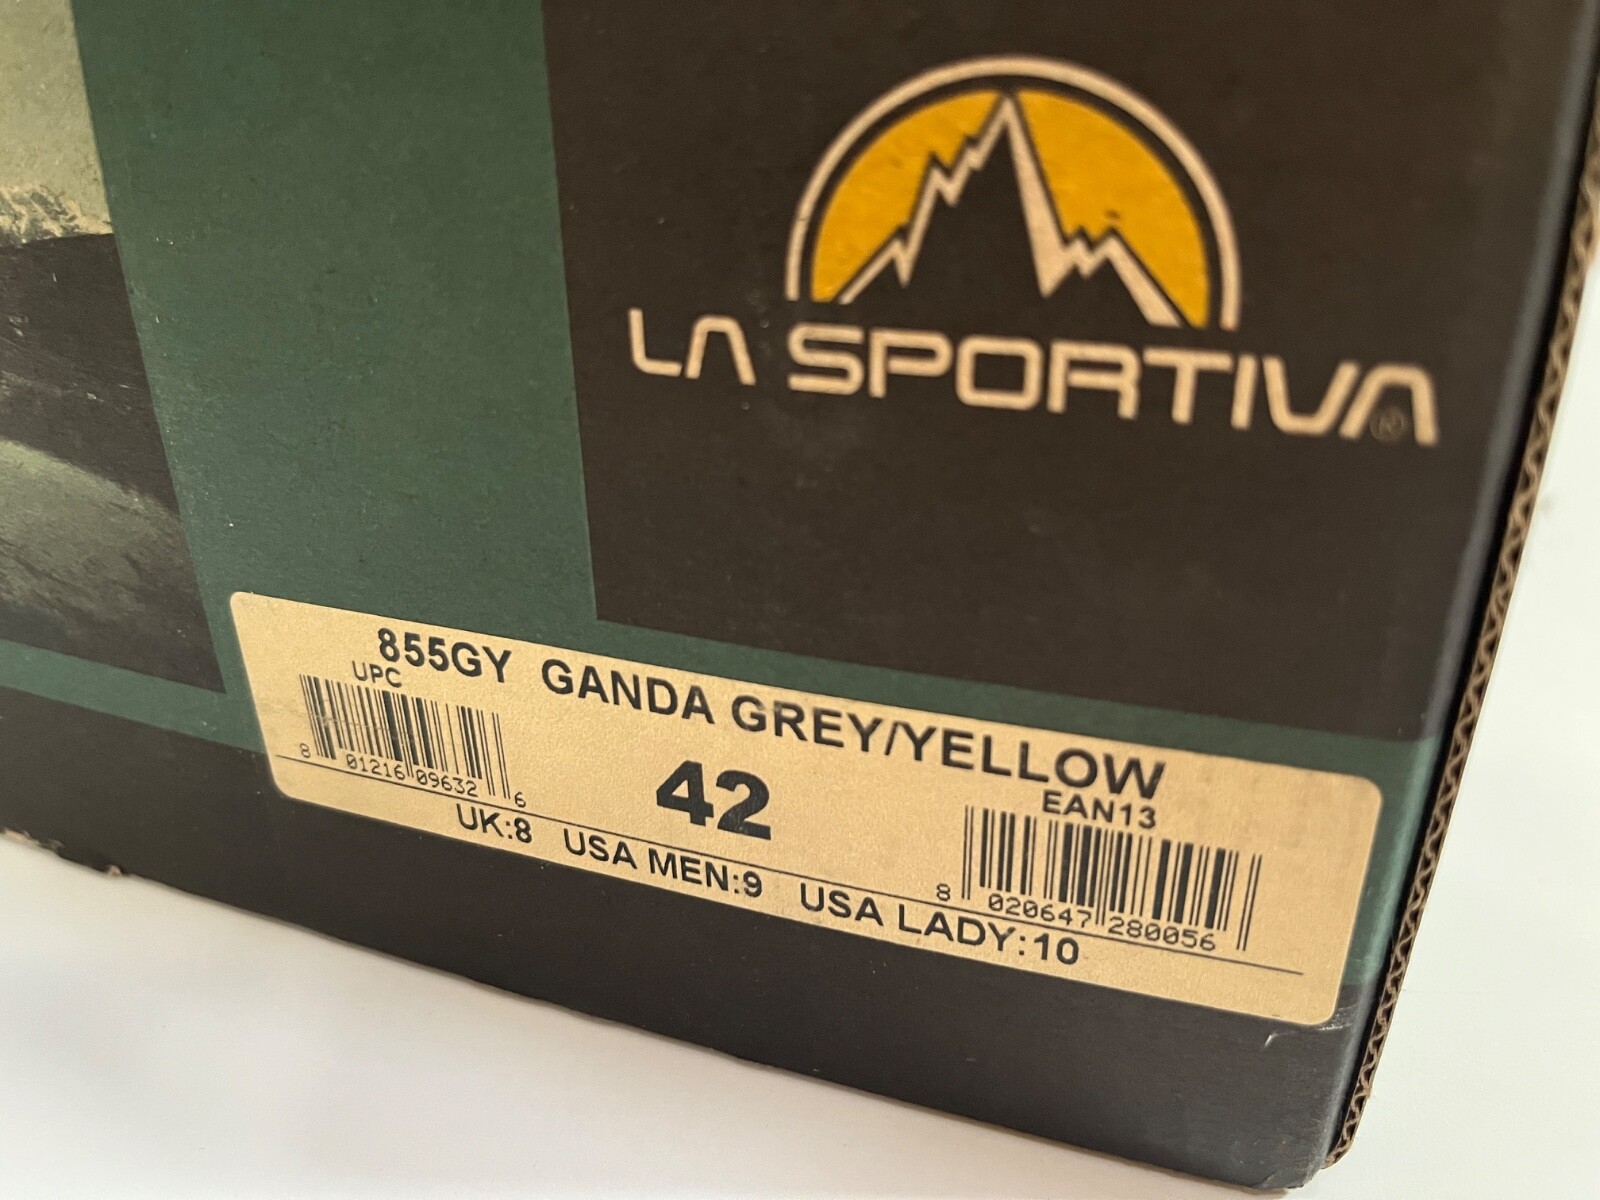 LA SPORTIVA®
855GY GANDA GREY/YELLOW
UPC
8 01216 09632 6
42
EAN13
8 020647 280056
UK:8 USA MEN:9 USA LADY:10